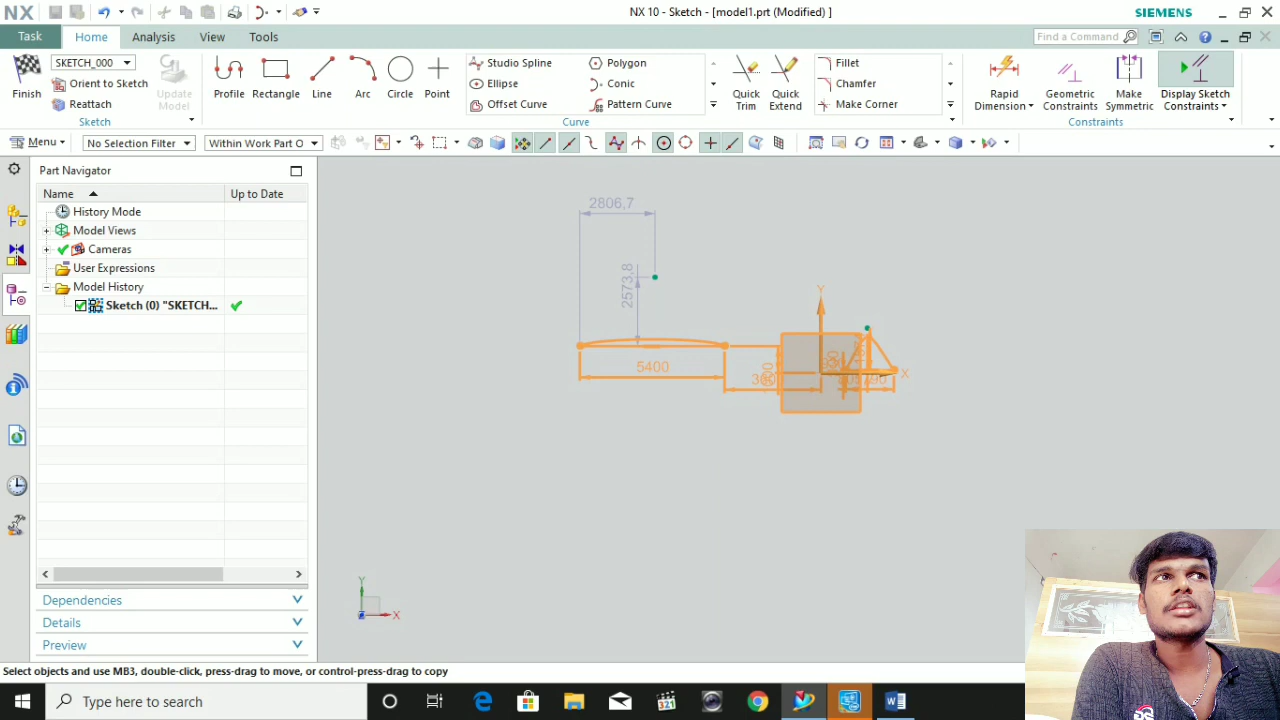 NX
NX 10 - Sketch - [model1.prt (Modified) ]
SIEMENS
Task
Home
Analysis
View
Tools
Find a Command
SKETCH_000
Finish
Orient to Sketch
Reattach
Update
Model
Sketch
Profile
Rectangle
Line
Arc
Circle
Point
Studio Spline
Ellipse
Offset Curve
Polygon
Conic
Pattern Curve
Quick
Trim
Quick
Extend
Fillet
Chamfer
Make Corner
Curve
Rapid
Dimension
Geometric
Constraints
Make
Symmetric
Display Sketch
Constraints
Constraints
Menu
No Selection Filter
Within Work Part O
Part Navigator
Name
Up to Date
History Mode
Model Views
Cameras
User Expressions
Model History
Sketch (0) "SKETCH...
Dependencies
Details
Preview
2806,7
2573,8
5400
Y
X
Y
X
Select objects and use MB3, double-click, press-drag to move, or control-press-drag to copy
Type here to search
321